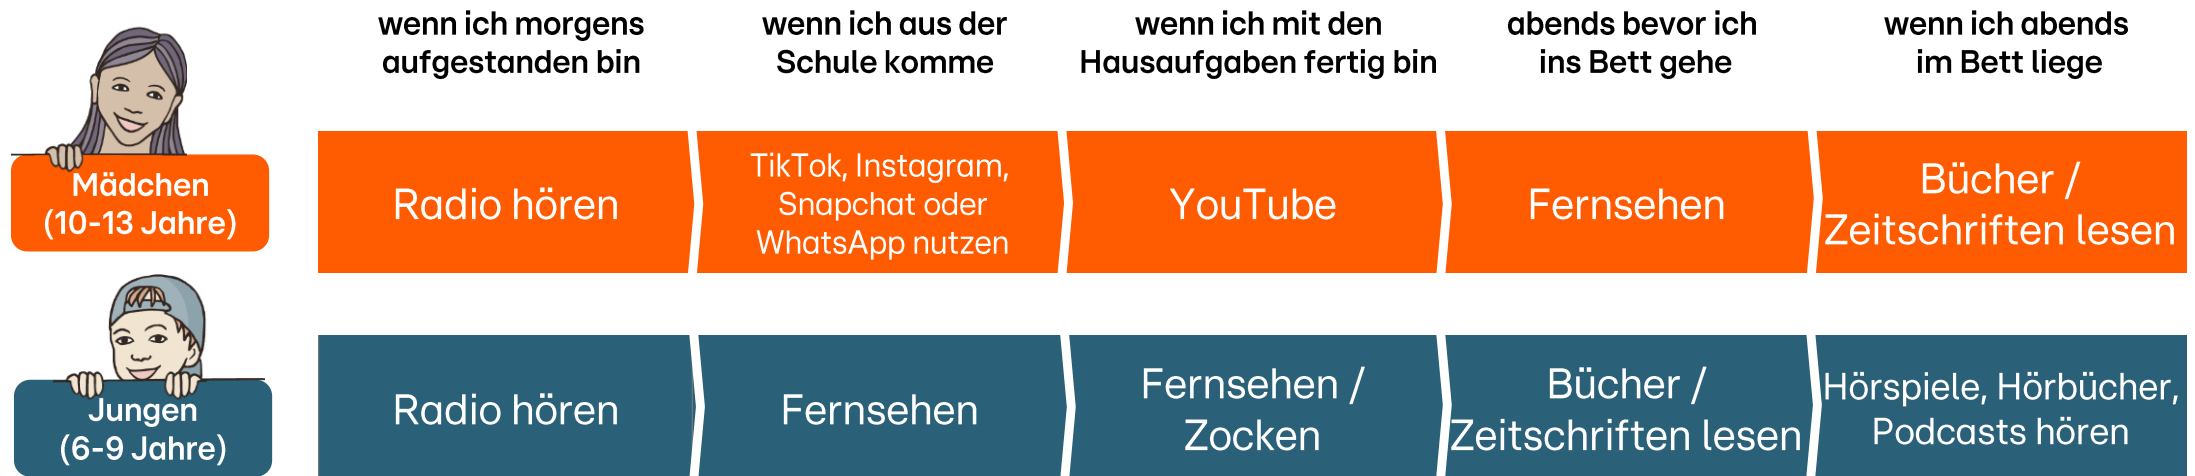 wenn ich morgens
aufgestanden bin
wenn ich aus der
Schule komme
wenn ich mit den
Hausaufgaben fertig bin
abends bevor ich
ins Bett gehe
wenn ich abends
im Bett liege
Mädchen
(10-13 Jahre)
Radio hören
TikTok, Instagram,
Snapchat oder
WhatsApp nutzen
YouTube
Fernsehen
Bücher /
Zeitschriften lesen
Jungen
(6-9 Jahre)
Radio hören
Fernsehen
Fernsehen /
Zocken
Bücher /
Zeitschriften lesen
Hörspiele, Hörbücher,
Podcasts hören